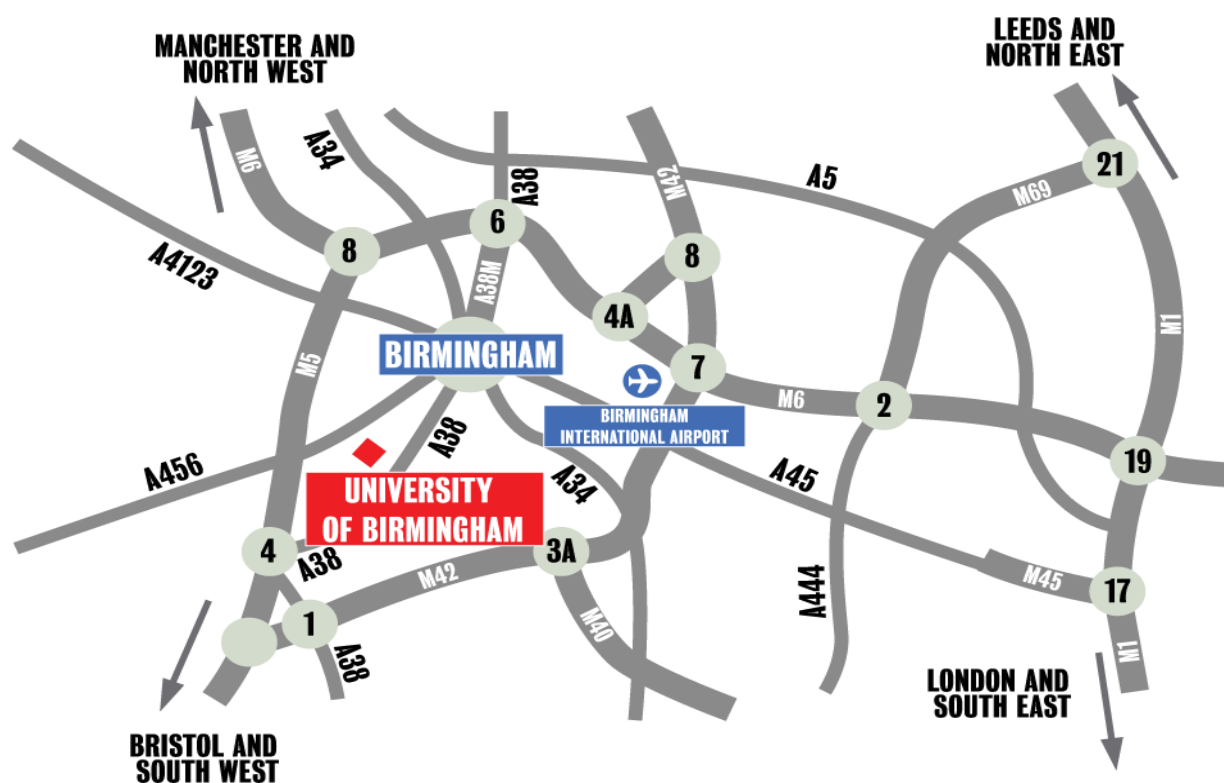 MANCHESTER AND
NORTH WEST
LEEDS AND
NORTH EAST
M6
A34
A38
M42
A5
21
M69
6
8
8
A4123
A38M
4A
M1
BIRMINGHAM
M5
7
M6
2
BIRMINGHAM
INTERNATIONAL AIRPORT
A38
A456
A34
A45
19
UNIVERSITY
OF BIRMINGHAM
4
A38
3A
M42
M45
17
A444
1
M40
A38
M1
LONDON AND
SOUTH EAST
BRISTOL AND
SOUTH WEST